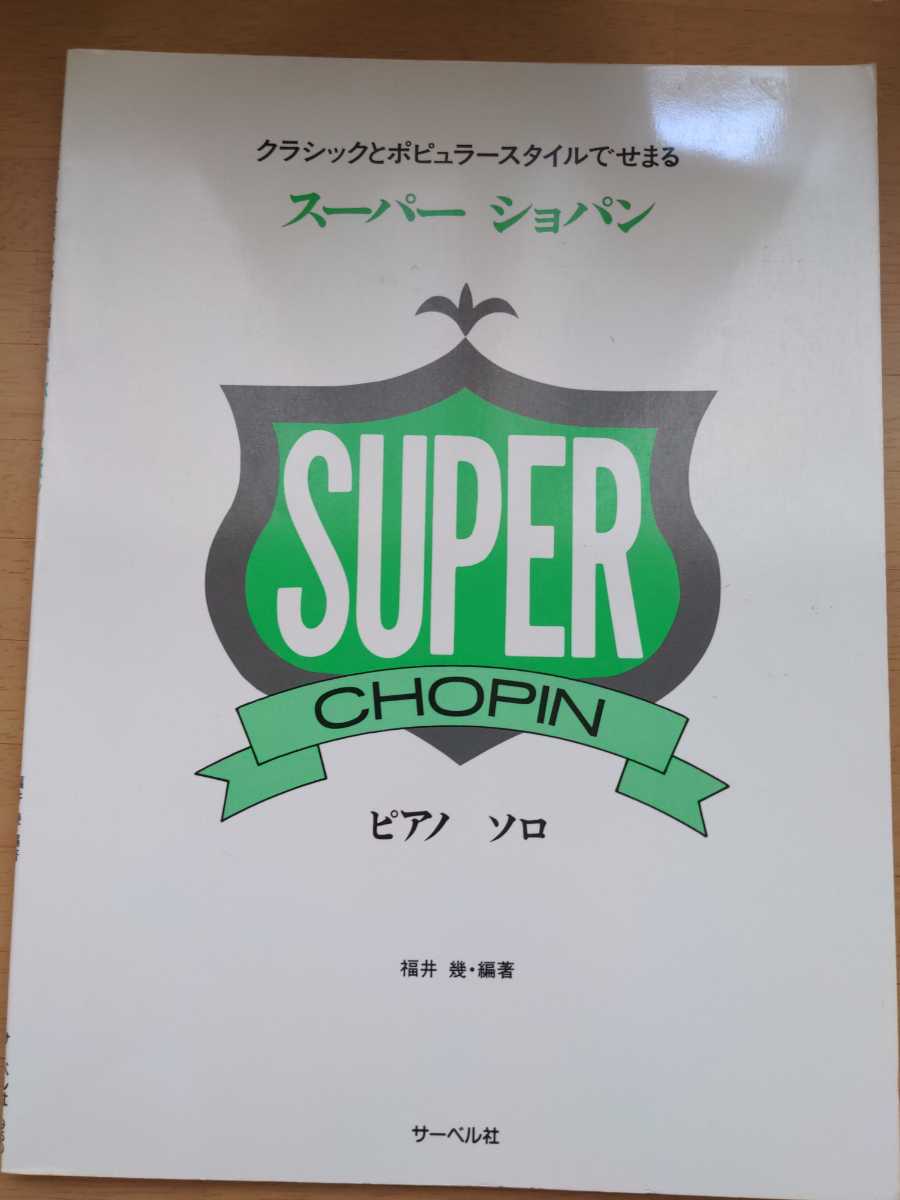 クラシックとポピュラースタイルでせまる
スーパー ショパン
SUPER
CHOPIN
ピアノ ソロ
福井 幾・編著
サーベル社